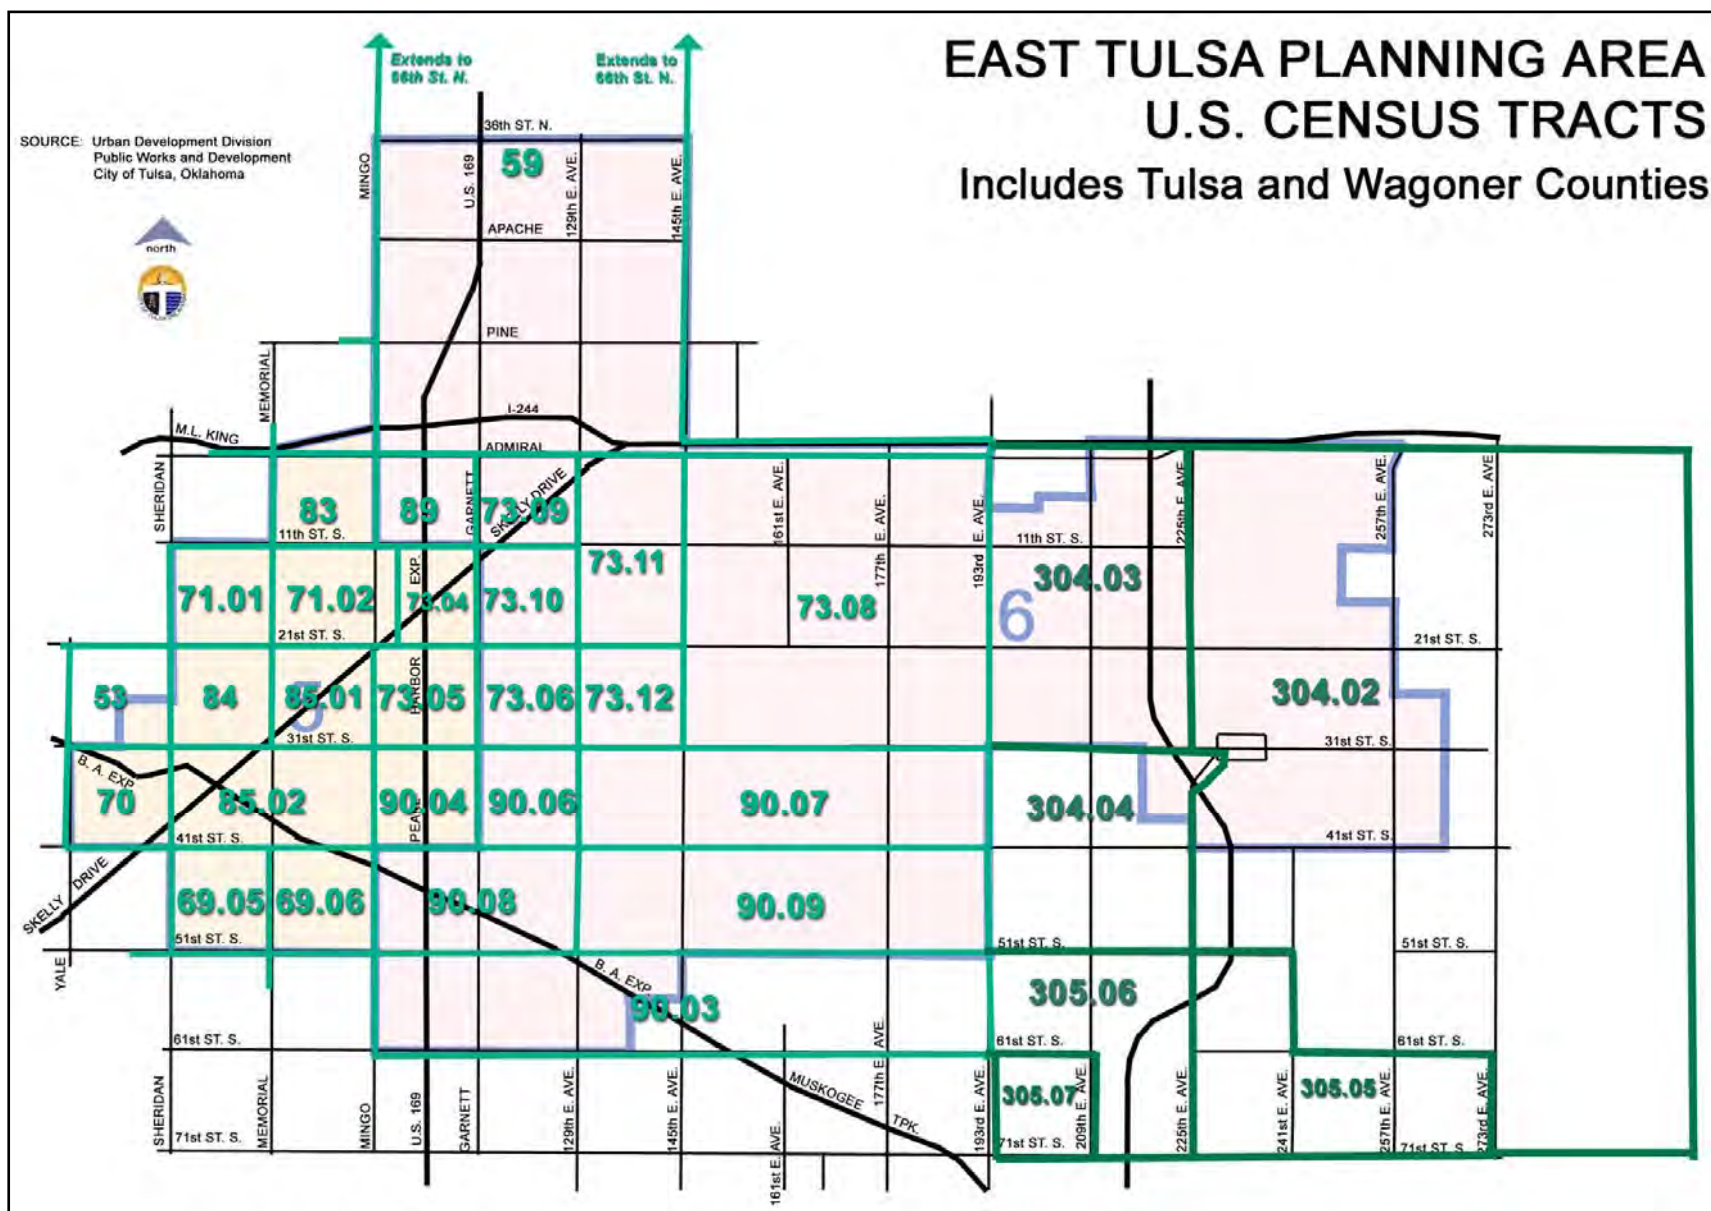 EAST TULSA PLANNING AREA
U.S. CENSUS TRACTS
Includes Tulsa and Wagoner Counties
Extends to
66th St. N.
Extends to
66th St. N.
SOURCE: Urban Development Division
Public Works and Development
City of Tulsa, Oklahoma
north
36th ST. N.
59
MINGO
U.S. 169
129th E. AVE.
145th E. AVE.
APACHE
PINE
MEMORIAL
I-244
M.L. KING
ADMIRAL
SHERIDAN
GARNETT
SKELLY DRIVE
161st E. AVE.
177th E. AVE.
193rd E. AVE.
225th E. AVE.
257th E. AVE.
273rd E. AVE.
83
89
73.09
11th ST. S.
11th ST. S.
73.11
EXP.
304.03
71.01
71.02
73.04
73.10
73.08
6
21st ST. S.
21st ST. S.
53
84
85.01
5
73.05
HARBOR
73.06
73.12
304.02
31st ST. S.
31st ST. S.
B. A. EXP
70
85.02
90.04
PEARL
90.06
90.07
304.04
41st ST. S.
41st ST. S.
SKELLY DRIVE
69.05
69.06
90.08
90.09
51st ST. S.
51st ST. S.
51st ST. S.
YALE
B. A. EXP
90.03
305.06
61st ST. S.
61st ST. S.
61st ST. S.
SHERIDAN
MEMORIAL
MINGO
U.S. 169
GARNETT
129th E. AVE.
145th E. AVE.
161st E. AVE.
MUSKOGEE
TPK.
177th E. AVE.
193rd E. AVE.
305.07
209th E. AVE.
225th E. AVE.
241st E. AVE.
305.05
257th E. AVE.
273rd E. AVE.
71st ST. S.
71st ST. S.
71st ST. S.